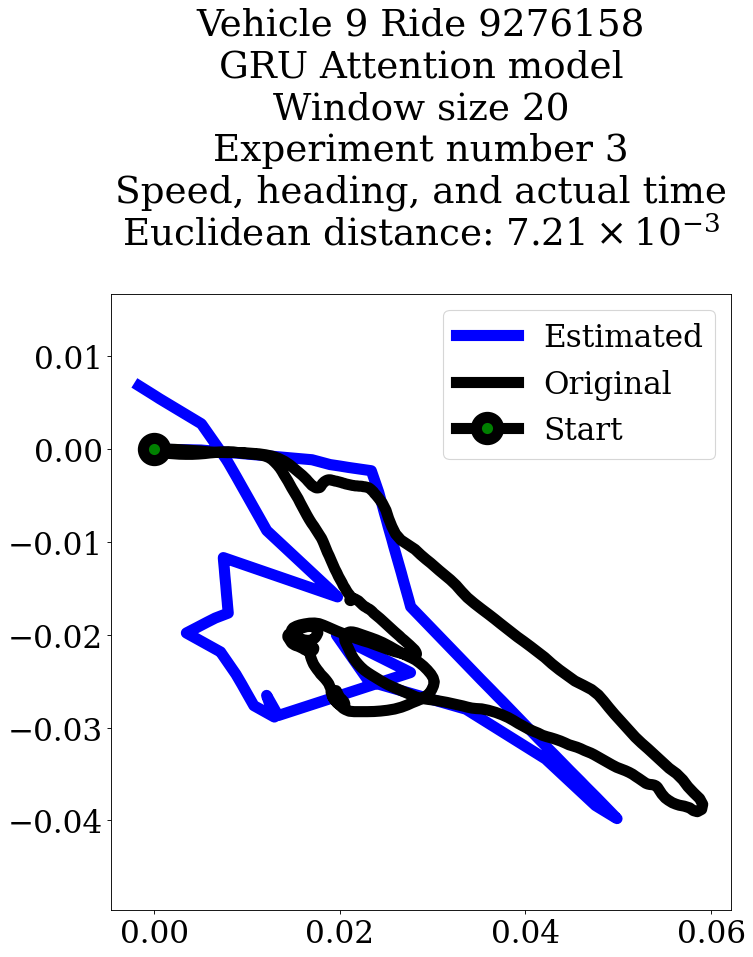 Vehicle 9 Ride 9276158
GRU Attention model
Window size 20
Experiment number 3
Speed, heading, and actual time
Euclidean distance: 7.21 × 10⁻³
Estimated
Original
Start
0.01
0.00
−0.01
−0.02
−0.03
−0.04
0.00 0.02 0.04 0.06